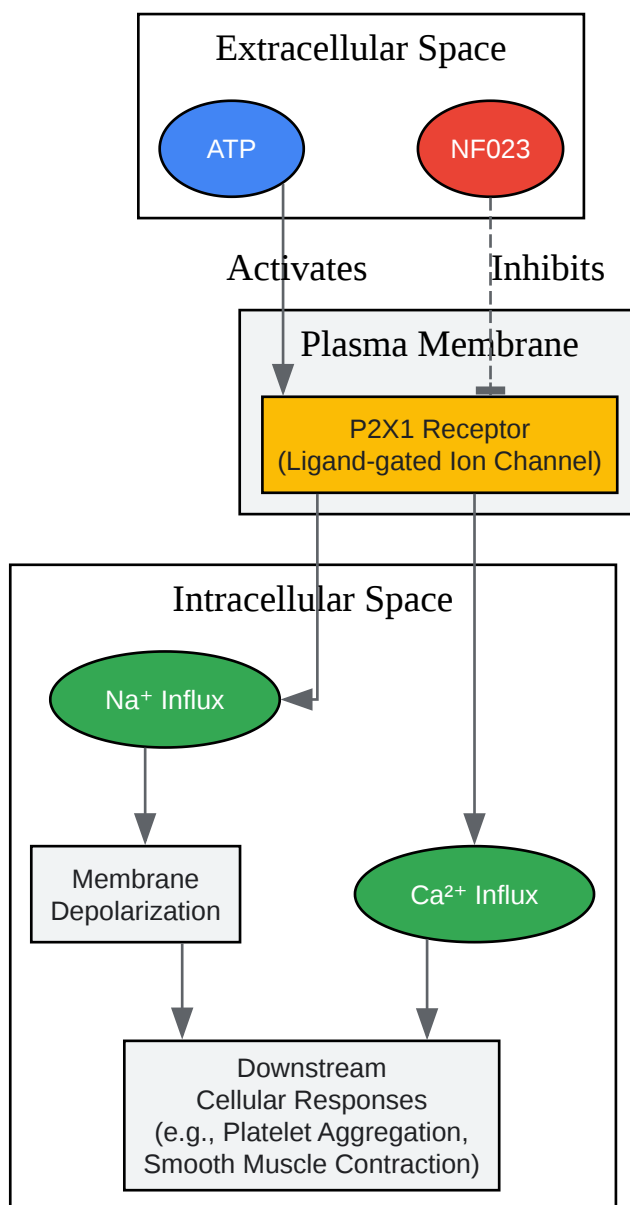 Extracellular Space
ATP
NF023
Activates
Inhibits
Plasma Membrane
P2X1 Receptor
(Ligand-gated Ion Channel)
Intracellular Space
Na⁺ Influx
Membrane
Depolarization
Ca²⁺ Influx
Downstream
Cellular Responses
(e.g., Platelet Aggregation,
Smooth Muscle Contraction)